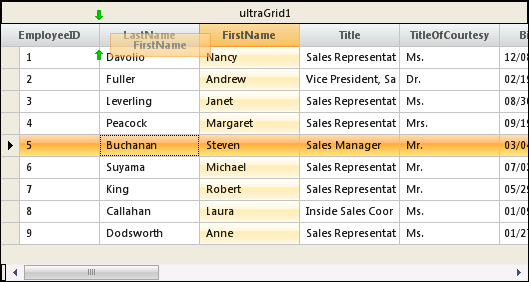 ultraGrid1
EmployeeID LastName FirstName Title TitleOfCourtesy Bi
FirstName
1 Davolio Nancy Sales Representat Ms. 12/08
2 Fuller Andrew Vice President, Sa Dr. 02/19
3 Leverling Janet Sales Representat Ms. 08/30
4 Peacock Margaret Sales Representat Mrs. 09/19
5 Buchanan Steven Sales Manager Mr. 03/04
6 Suyama Michael Sales Representat Mr. 07/02
7 King Robert Sales Representat Mr. 05/29
8 Callahan Laura Inside Sales Coor Ms. 01/09
9 Dodsworth Anne Sales Representat Ms. 01/27